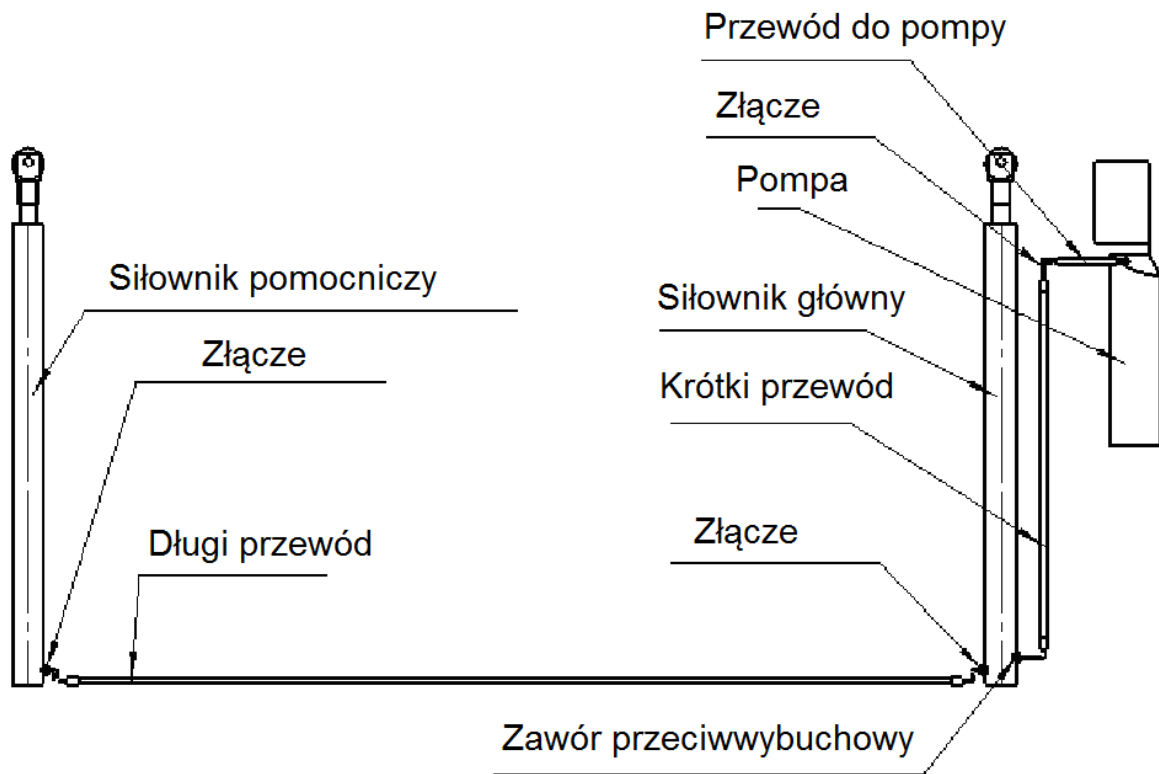 Przewód do pompy
Złącze
Pompa
Siłownik pomocniczy
Siłownik główny
Złącze
Krótki przewód
Złącze
Długi przewód
Zawór przeciwwybuchowy